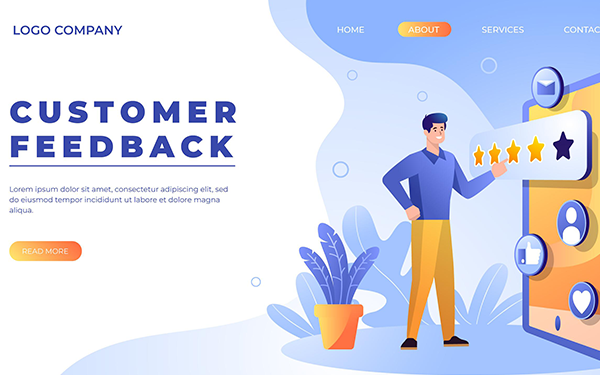 LOGO COMPANY
HOME
ABOUT
SERVICES
CONTAC
CUSTOMER
FEEDBACK
Lorem ipsum dolor sit amet, consectetur adipiscing elit, sed
do eiusmod tempor incididunt ut labore et dolore magna
aliqua.
READ MORE